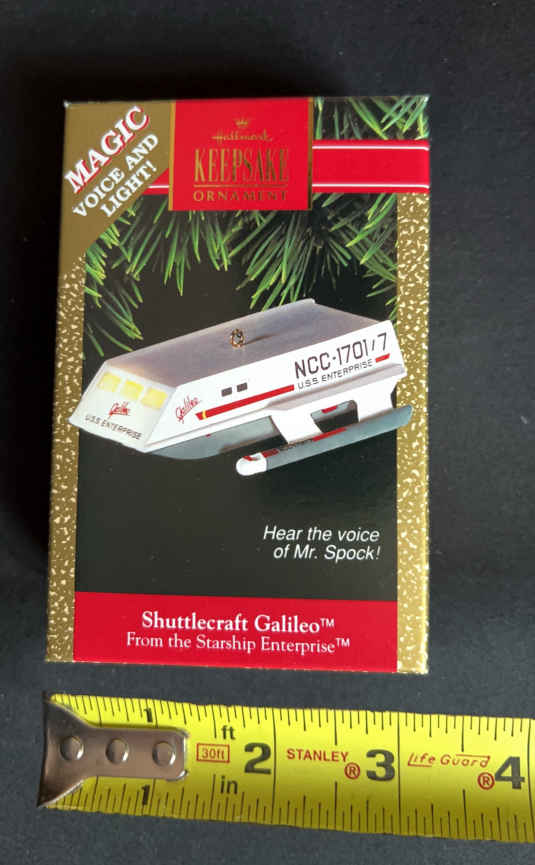 MAGIC
VOICE AND
LIGHT!
Hallmark
KEEPSAKE
ORNAMENT
NCC-1701/7
U.S.S. ENTERPRISE
Galileo
Galileo
U.S.S. ENTERPRISE
Hear the voice
of Mr. Spock!
Shuttlecraft Galileo™
From the Starship Enterprise™
1 ft 2 STANLEY® 3 Life Guard® 4
30ft
1 in